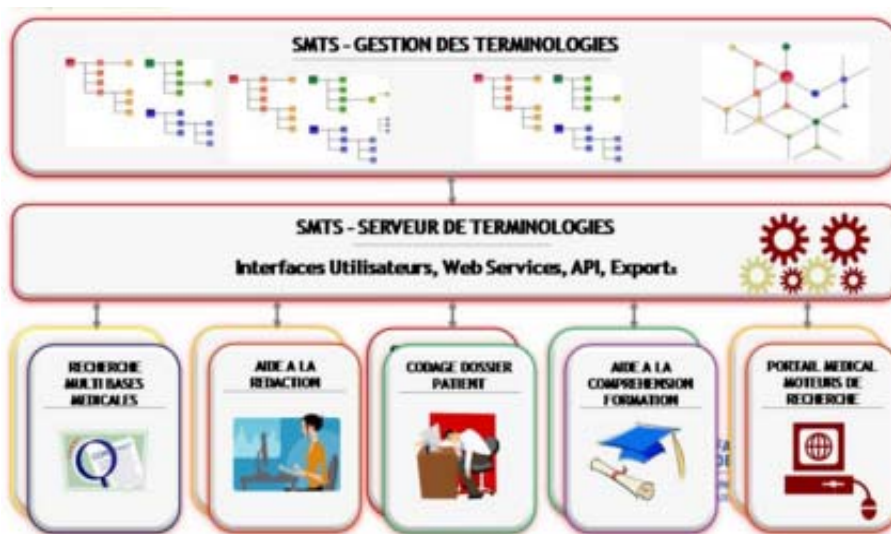 SMTS - GESTION DES TERMINOLOGIES
SMTS - SERVEUR DE TERMINOLOGIES
Interfaces Utilisateurs, Web Services, API, Exports
RECHERCHE
MULTI BASES
MEDICALES
AIDE A LA
REDACTION
CODAGE DOSSIER
PATIENT
AIDE A LA
COMPREHENSION
FORMATION
PORTAIL MEDICAL
MOTEURS DE
RECHERCHE